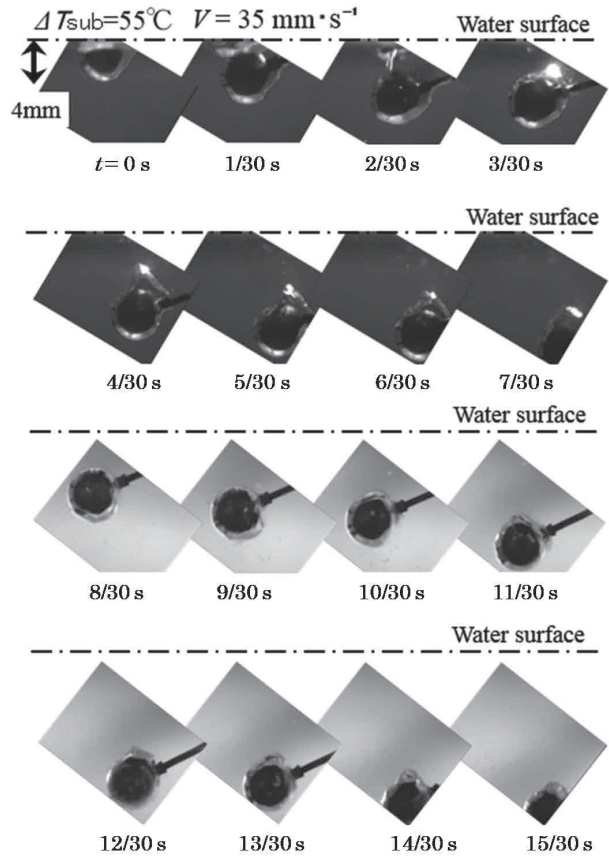 ΔTsub=55℃ V = 35 mm·s⁻¹ Water surface
4mm
t= 0 s 1/30 s 2/30 s 3/30 s
Water surface
4/30 s 5/30 s 6/30 s 7/30 s
Water surface
8/30 s 9/30 s 10/30 s 11/30 s
Water surface
12/30 s 13/30 s 14/30 s 15/30 s